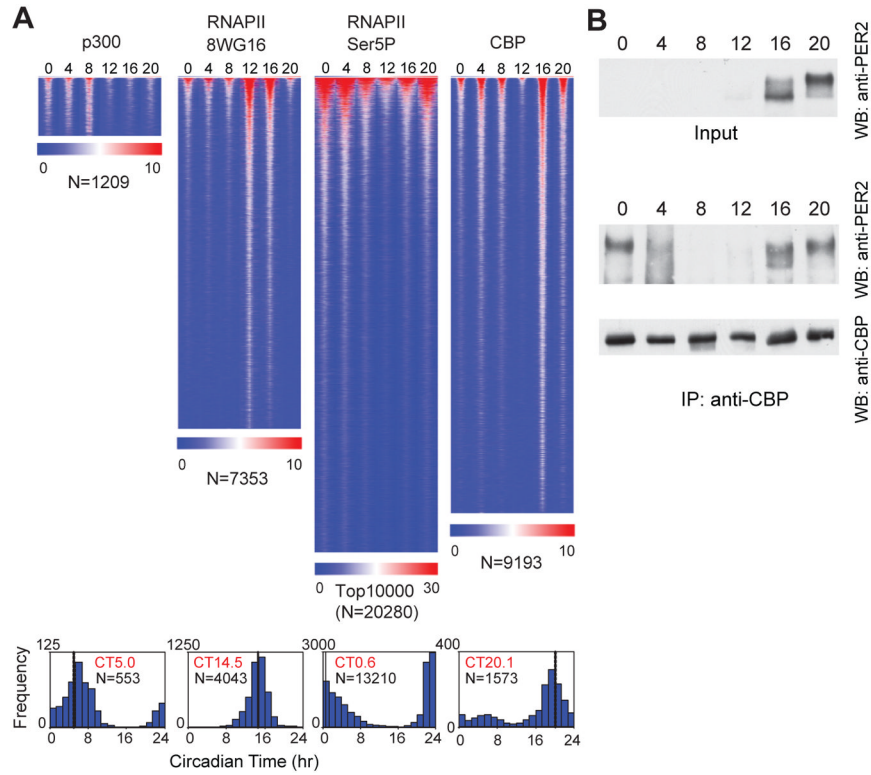 A
p300
0 4 8 12 16 20
0 10
N=1209
RNAPII
8WG16
0 4 8 12 16 20
0 10
N=7353
RNAPII
Ser5P
0 4 8 12 16 20
0 30
Top10000
(N=20280)
CBP
0 4 8 12 16 20
0 10
N=9193
Frequency
125
0
CT5.0
N=553
0 8 16 24
1250
0
CT14.5
N=4043
0 8 16 24
3000
0
CT0.6
N=13210
0 8 16 24
400
0
CT20.1
N=1573
0 8 16 24
Circadian Time (hr)
B
0 4 8 12 16 20
WB: anti-PER2
Input
0 4 8 12 16 20
WB: anti-PER2
WB: anti-CBP
IP: anti-CBP